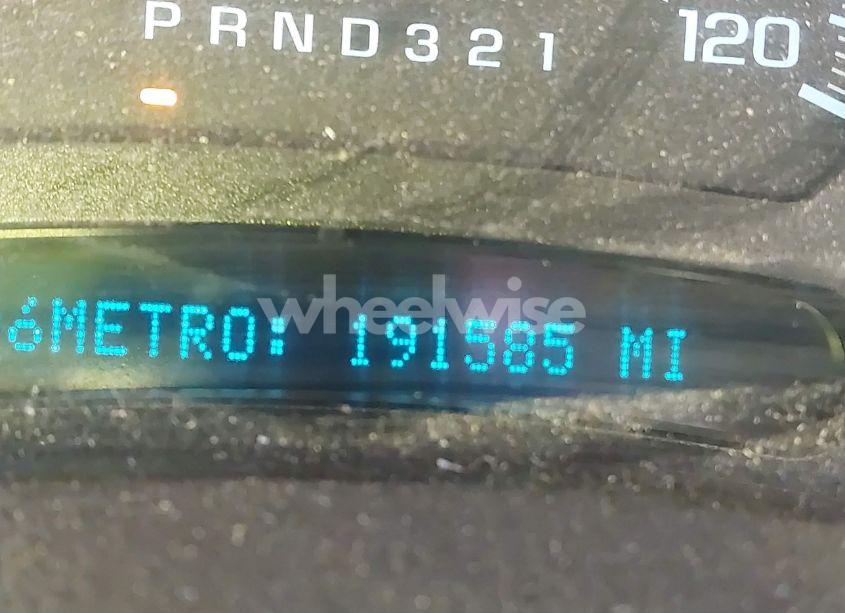 PRND321
120
óMETRO: 191585 MI
wheelwise